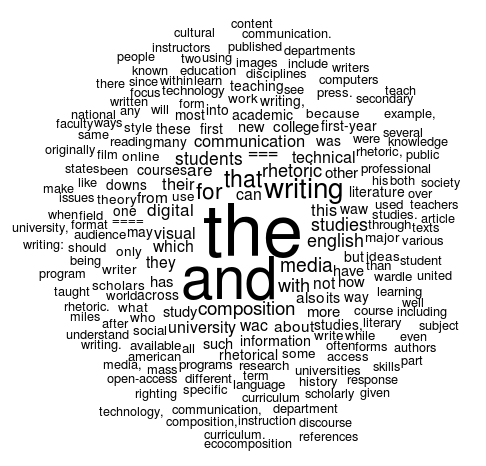 content
cultural communication.
instructors published departments
people two using images include writers
known education disciplines computers
there since within learn teaching see press. secondary teach
focus technology work writing,
written form most into academic because example,
national any will
faculty ways style these first new college first-year several
same reading many communication was were knowledge
originally film online students === technical rhetoric, public
states been courses are that rhetoric other professional
make like downs their for can writing his both society
issues theory from use literature over
when field one digital the this waw used teachers
university, format ==== studies through studies. article
audience may visual english major texts
writing: should only which various
being they and media but ideas student
program writer have than
taught scholars has with not how wardle united
world across also its way learning
rhetoric. what study composition more course including well
miles who
after social university wac about studies, literary subject
understand write while even
writing. available all such information often forms authors
american rhetorical some access part
media, mass programs research universities skills
open-access different term history response
righting specific language
curriculum scholarly given
technology, communication, department
composition, instruction discourse
curriculum. references
ecocomposition